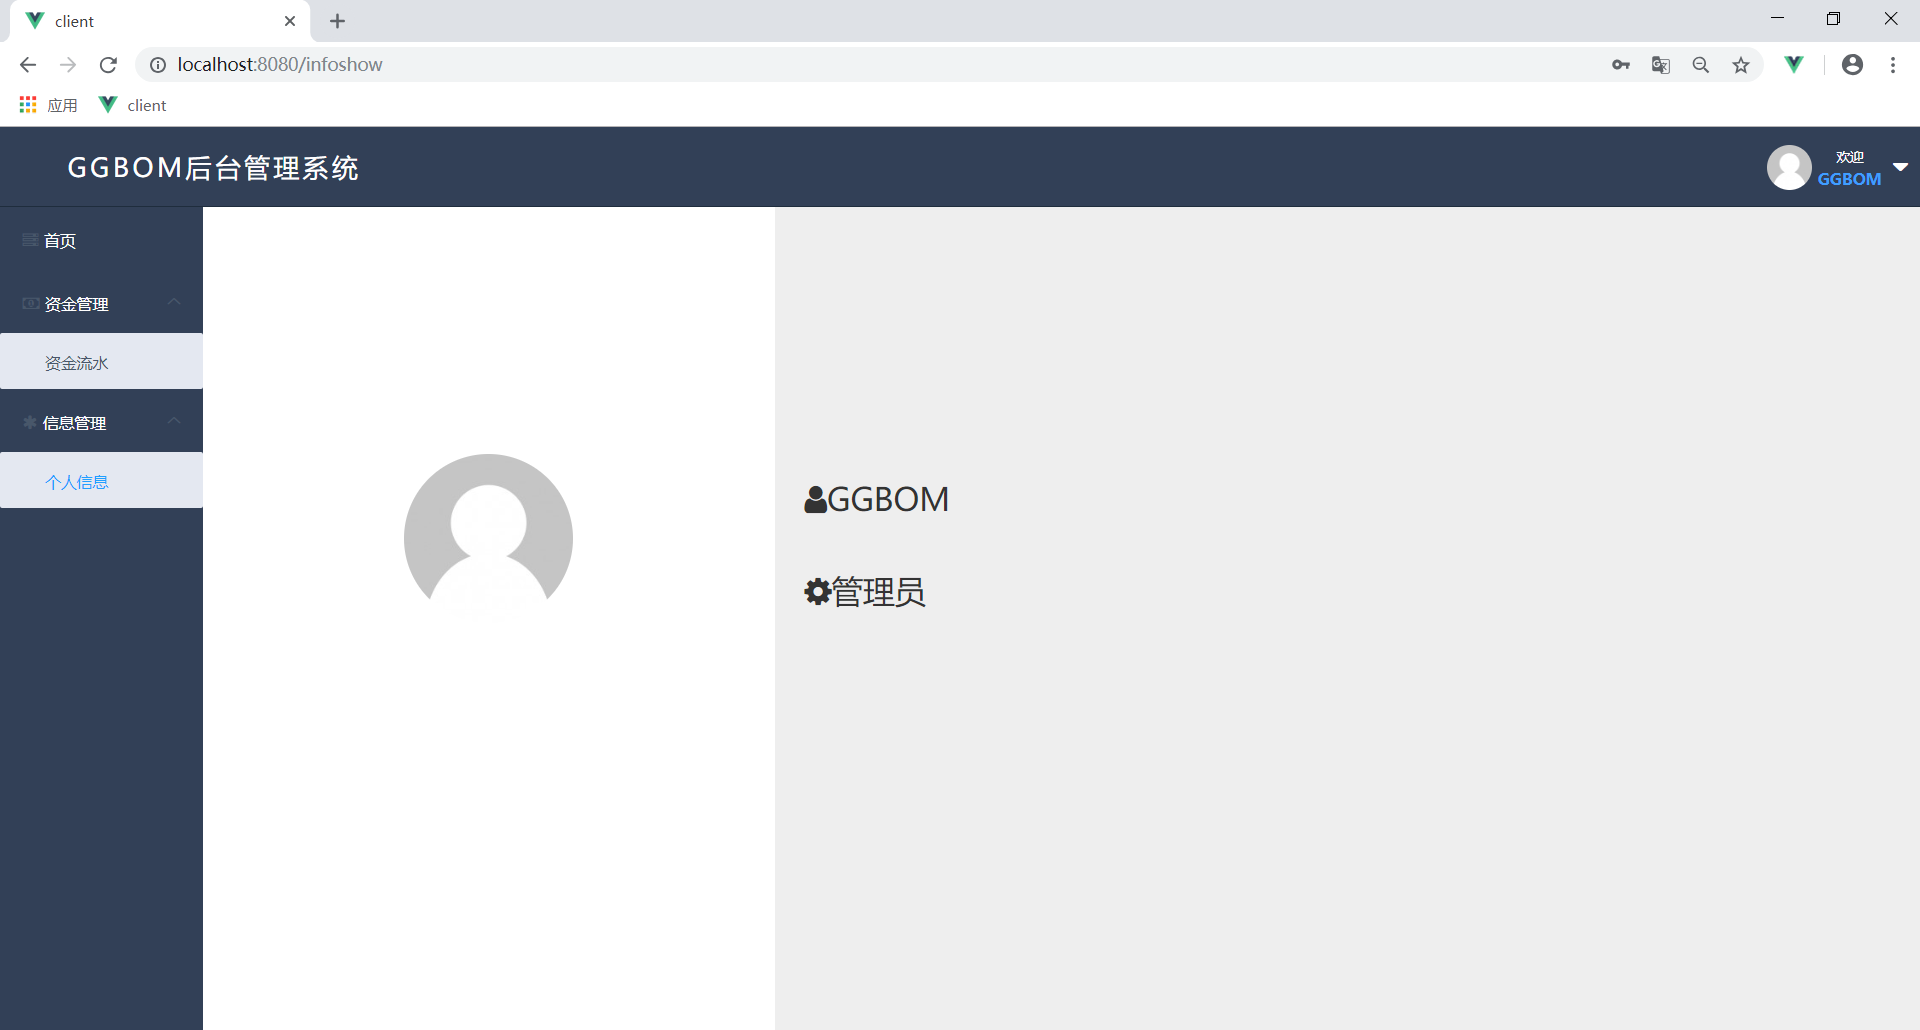 client
localhost:8080/infoshow
应用
client
GGBOM后台管理系统
欢迎
GGBOM
首页
资金管理
资金流水
信息管理
个人信息
GGBOM
管理员